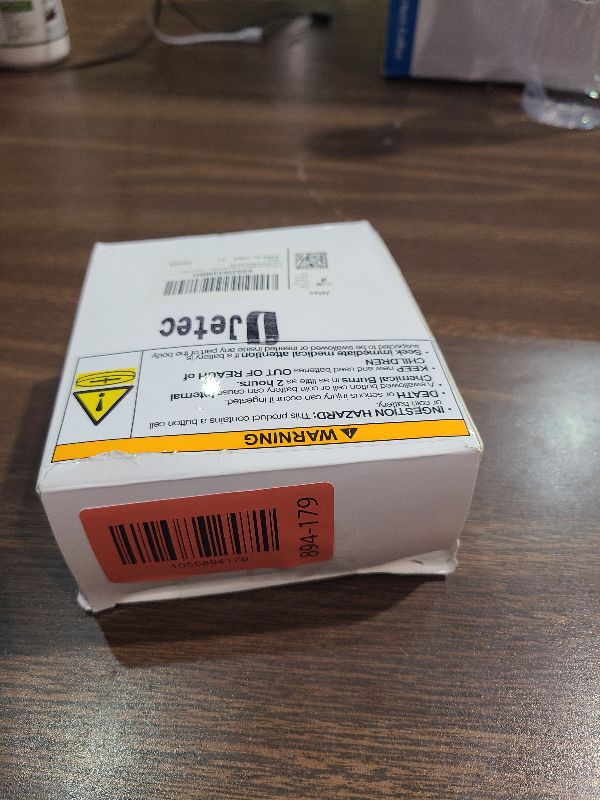 Jetec
WARNING
• INGESTION HAZARD: This product contains a button cell
or coin battery.
• DEATH or serious injury can occur if ingested.
• A swallowed button cell or coin battery can cause Internal
Chemical Burns in as little as 2 hours.
• KEEP new and used batteries OUT OF REACH of
CHILDREN
• Seek immediate medical attention if a battery is
suspected to be swallowed or inserted inside any part of the body.
1055894179
894-179